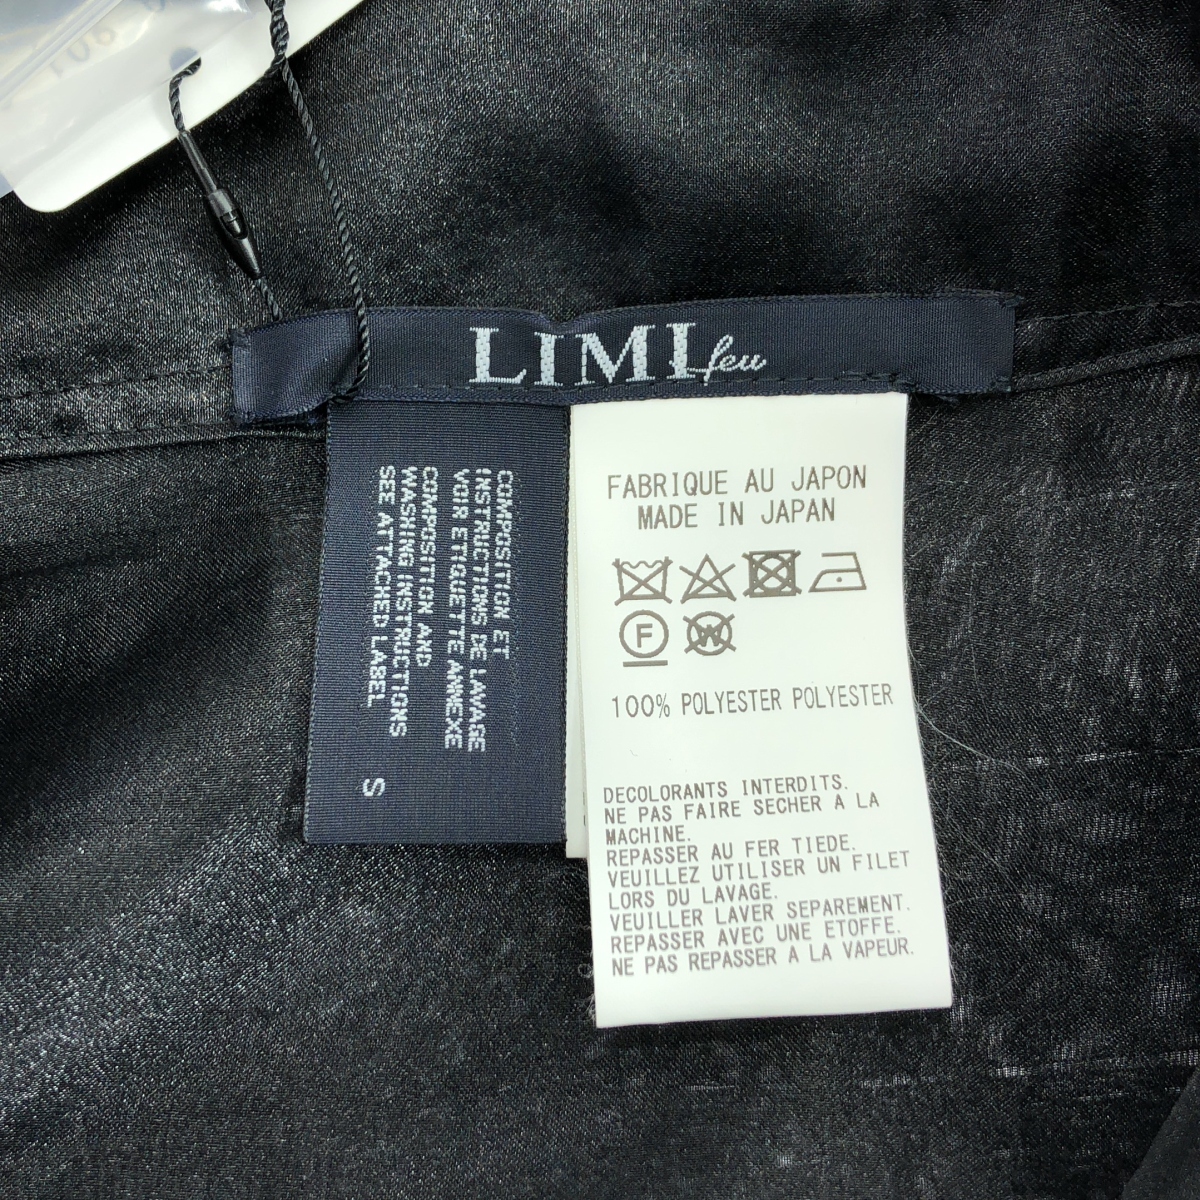 LIMI feu
COMPOSITION ET
INSTRUCTIONS DE LAVAGE
VOIR ETIQUETTE ANNEXE
COMPOSITION AND
WASHING INSTRUCTIONS
SEE ATTACHED LABEL
S
FABRIQUE AU JAPON
MADE IN JAPAN
F
W
100% POLYESTER POLYESTER
DECOLORANTS INTERDITS.
NE PAS FAIRE SECHER A LA
MACHINE.
REPASSER AU FER TIEDE.
VEUILLEZ UTILISER UN FILET
LORS DU LAVAGE.
VEUILLER LAVER SEPAREMENT.
REPASSER AVEC UNE ETOFFE.
NE PAS REPASSER A LA VAPEUR.